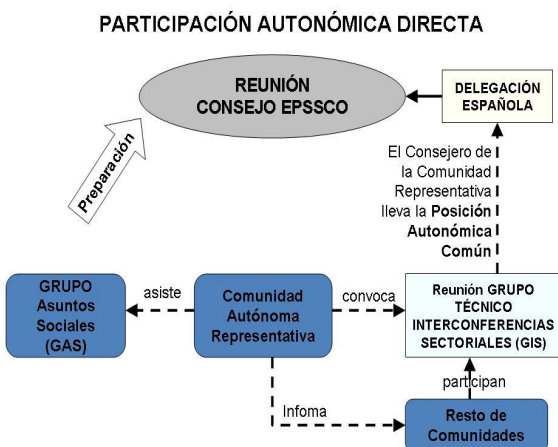 PARTICIPACIÓN AUTONÓMICA DIRECTA
REUNIÓN
CONSEJO EPSSCO
DELEGACIÓN
ESPAÑOLA
Preparación
El Consejero de
la Comunidad
Representativa
lleva la Posición
Autonómica
Común
GRUPO
Asuntos
Sociales
(GAS)
asiste
Comunidad
Autónoma
Representativa
convoca
Reunión GRUPO
TÉCNICO
INTERCONFERENCIAS
SECTORIALES (GIS)
participan
Infoma
Resto de
Comunidades